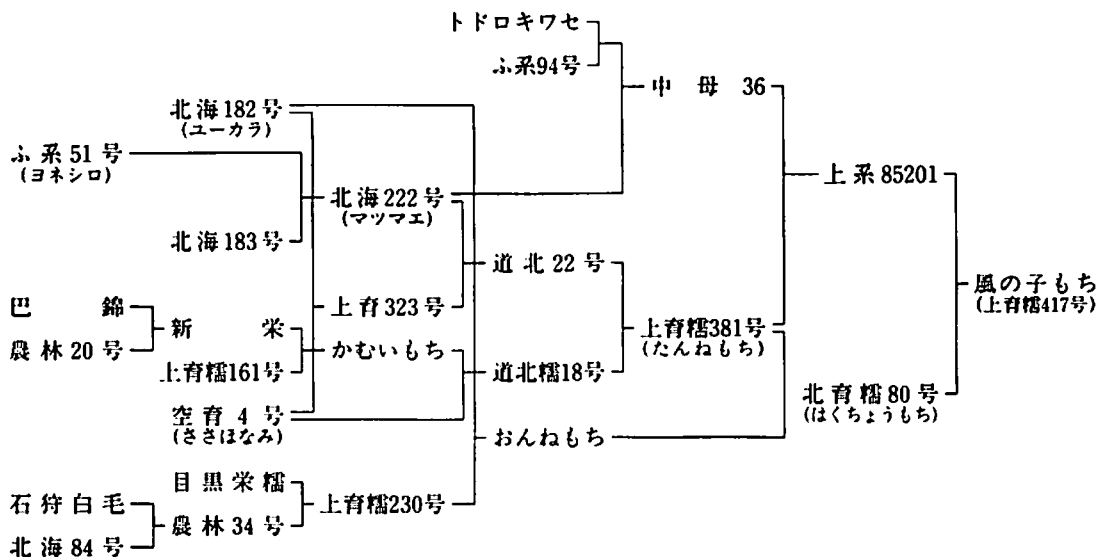 トドロキワセ
ふ系94号
中母 36
北海182号
(ユーカラ)
ふ系51号
(ヨネシロ)
上系85201
北海222号
(マツマエ)
北海183号
道北22号
風の子もち
(上育糯417号)
巴錦
上育323号
新栄
上育糯381号
(たんねもち)
農林20号
かむいもち
上育糯161号
道北糯18号
北育糯80号
(はくちょうもち)
空育4号
(ささほなみ)
おんねもち
目黒栄糯
石狩白毛
上育糯230号
農林34号
北海84号